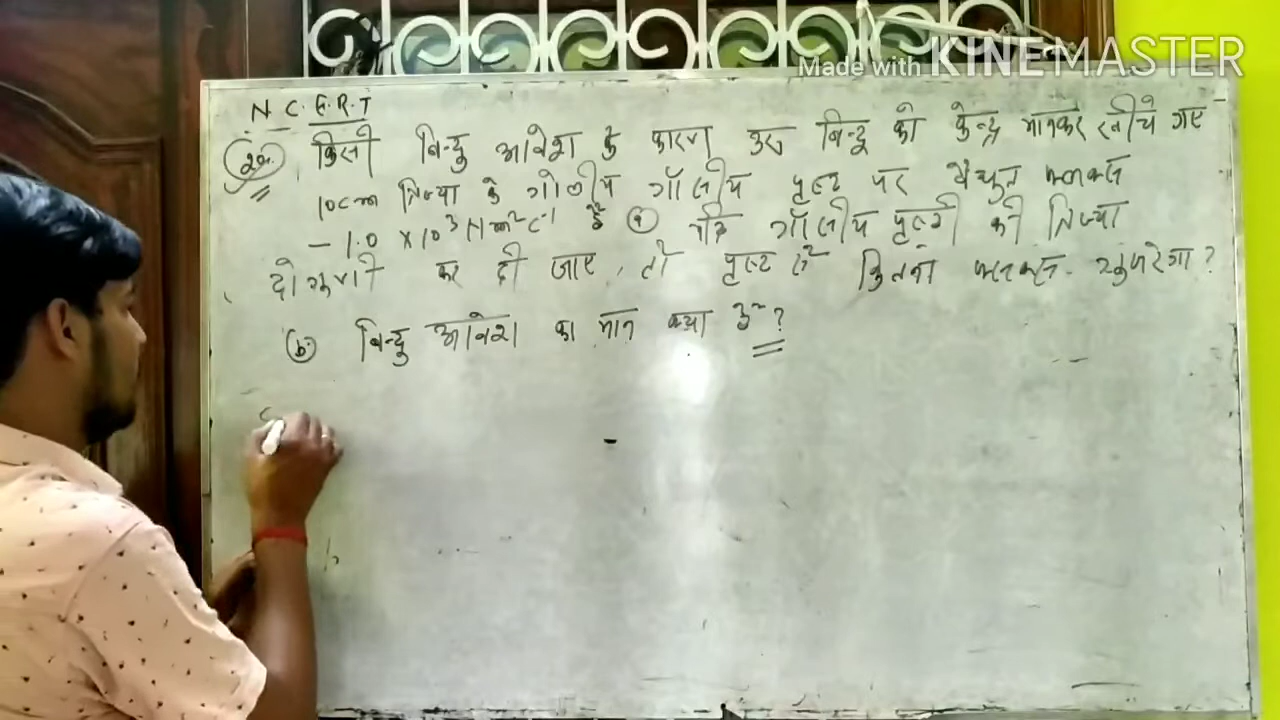 Made with KINEMASTER
N.C.E.R.T
किसी बिन्दु आवेश के कारण उस बिन्दु को केन्द्र मानकर खीचे गए
10cm त्रिज्या के गोलीय गॉसीय पृष्ट पर वैधुत फ्लक्स
- 1.0 × 10³ Nm²C⁻¹ है (a) यदि गॉसीय पृष्ट की त्रिज्या
दो गुणी कर दी जाए, तो पृष्ट से कितना फ्लक्स गुजरेगा?
(b) बिन्दु आवेश का मान क्या है?